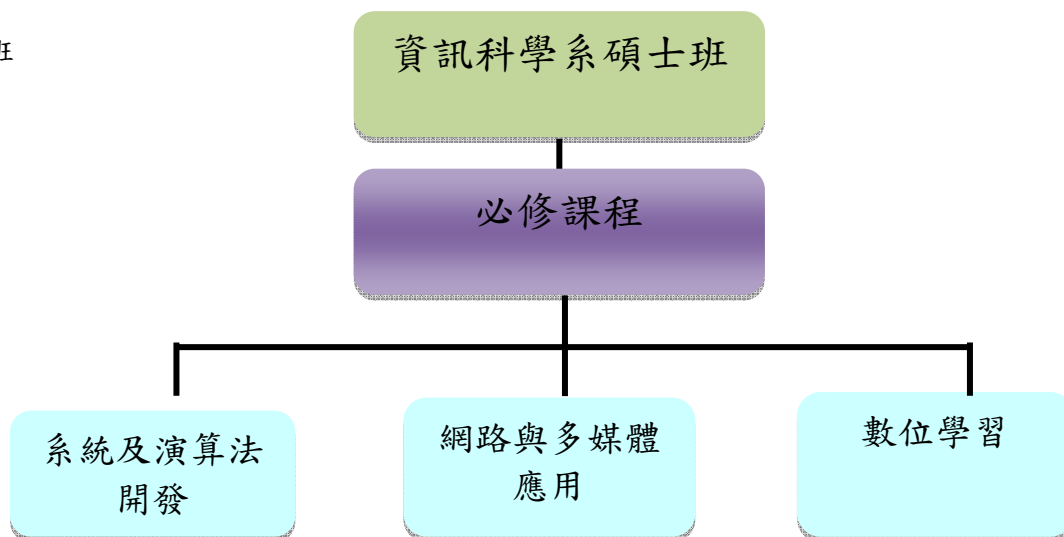 班
資訊科學系碩士班
必修課程
系統及演算法
開發
網路與多媒體
應用
數位學習